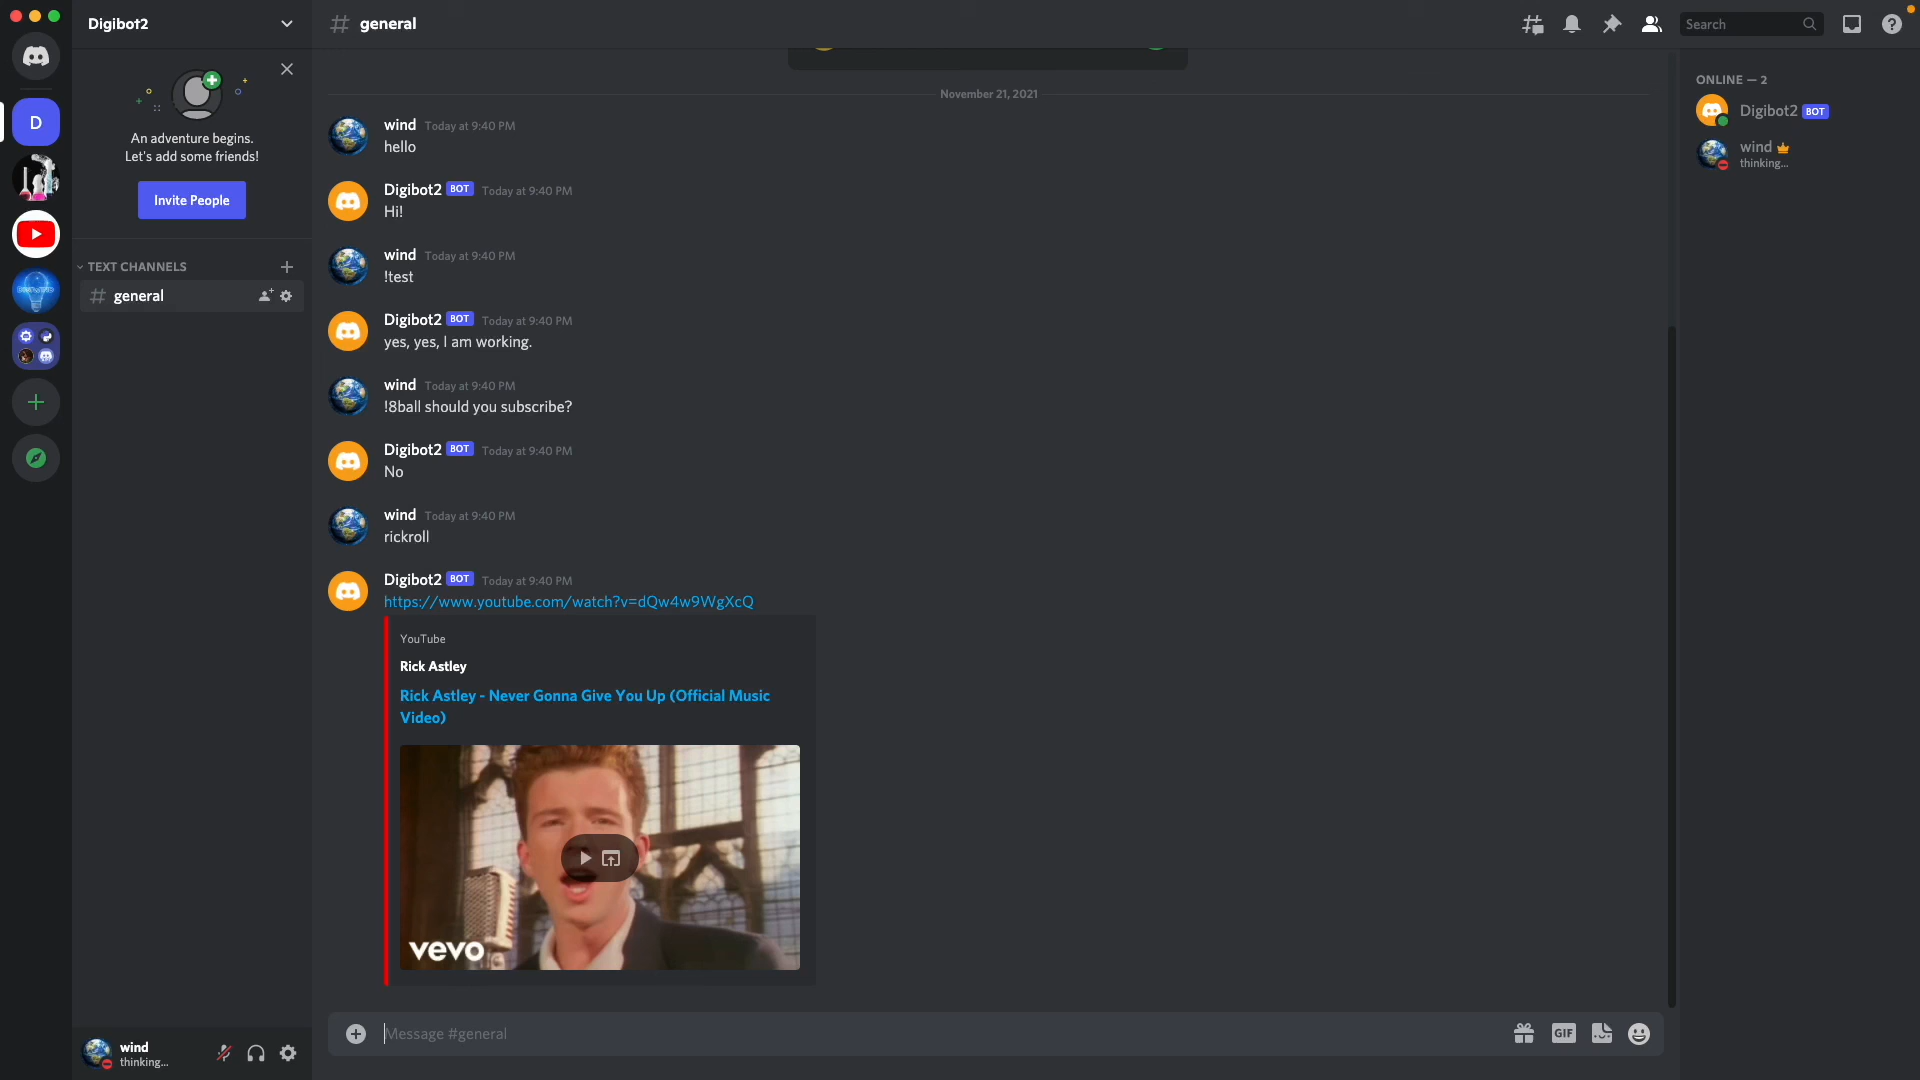 Digibot2
general
Search
An adventure begins.
Let's add some friends!
Invite People
D
TEXT CHANNELS
general
November 21, 2021
wind Today at 9:40 PM
hello
Digibot2 BOT Today at 9:40 PM
Hi!
wind Today at 9:40 PM
!test
Digibot2 BOT Today at 9:40 PM
yes, yes, I am working.
wind Today at 9:40 PM
!8ball should you subscribe?
Digibot2 BOT Today at 9:40 PM
No
wind Today at 9:40 PM
rickroll
Digibot2 BOT Today at 9:40 PM
https://www.youtube.com/watch?v=dQw4w9WgXcQ
YouTube
Rick Astley
Rick Astley - Never Gonna Give You Up (Official Music
Video)
vevo
Message #general
GIF
ONLINE — 2
Digibot2 BOT
wind
thinking...
wind
thinking...